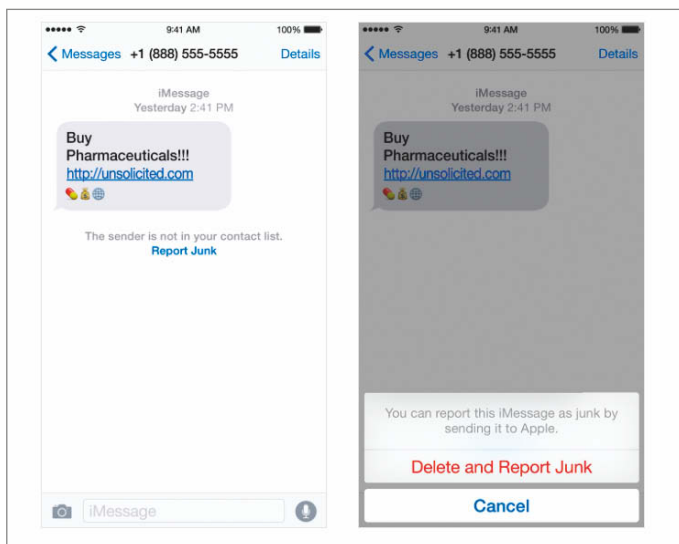 9:41 AM 100%
Messages +1 (888) 555-5555 Details
iMessage
Yesterday 2:41 PM
Buy
Pharmaceuticals!!!
http://unsolicited.com
The sender is not in your contact list.
Report Junk
iMessage
9:41 AM 100%
Messages +1 (888) 555-5555 Details
iMessage
Yesterday 2:41 PM
Buy
Pharmaceuticals!!!
http://unsolicited.com
You can report this iMessage as junk by
sending it to Apple.
Delete and Report Junk
Cancel